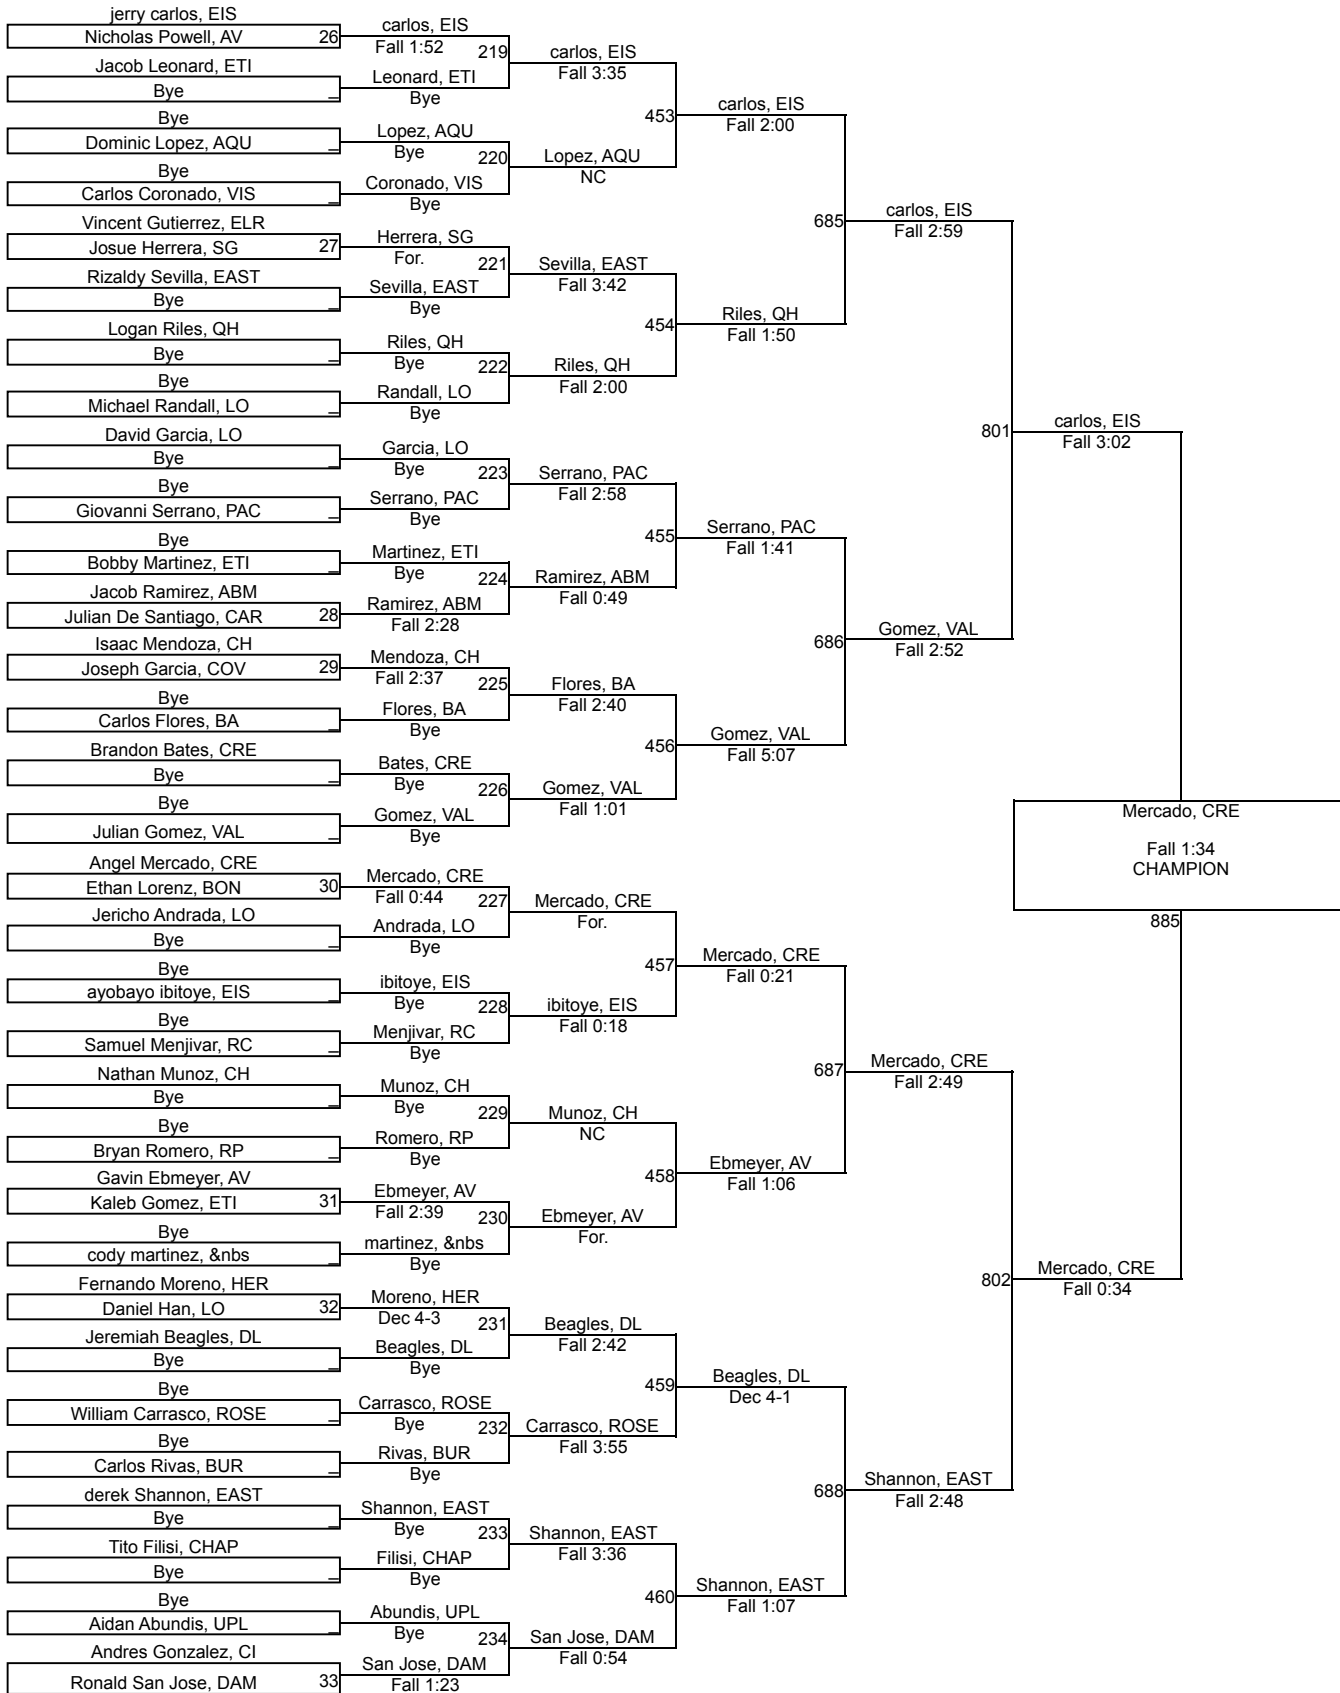 jerry carlos, EIS
Nicholas Powell, AV 26
Jacob Leonard, ETI
Bye _
Bye
Dominic Lopez, AQU _
Bye
Carlos Coronado, VIS _
Vincent Gutierrez, ELR
Josue Herrera, SG 27
Rizaldy Sevilla, EAST
Bye _
Logan Riles, QH
Bye _
Bye
Michael Randall, LO _
David Garcia, LO
Bye _
Bye
Giovanni Serrano, PAC _
Bye
Bobby Martinez, ETI _
Jacob Ramirez, ABM
Julian De Santiago, CAR 28
Isaac Mendoza, CH
Joseph Garcia, COV 29
Bye
Carlos Flores, BA _
Brandon Bates, CRE
Bye _
Bye
Julian Gomez, VAL _
Angel Mercado, CRE
Ethan Lorenz, BON 30
Jericho Andrada, LO
Bye _
Bye
ayobayo ibitoye, EIS _
Bye
Samuel Menjivar, RC _
Nathan Munoz, CH
Bye _
Bye
Bryan Romero, RP _
Gavin Ebmeyer, AV
Kaleb Gomez, ETI 31
Bye
cody martinez, &nbs _
Fernando Moreno, HER
Daniel Han, LO 32
Jeremiah Beagles, DL
Bye _
Bye
William Carrasco, ROSE _
Bye
Carlos Rivas, BUR _
derek Shannon, EAST
Bye _
Tito Filisi, CHAP
Bye _
Bye
Aidan Abundis, UPL _
Andres Gonzalez, CI
Ronald San Jose, DAM 33
carlos, EIS
Fall 1:52
219
Leonard, ETI
Bye
Lopez, AQU
Bye
220
Coronado, VIS
Bye
Herrera, SG
For.
221
Sevilla, EAST
Bye
Riles, QH
Bye
222
Randall, LO
Bye
Garcia, LO
Bye
223
Serrano, PAC
Bye
Martinez, ETI
Bye
224
Ramirez, ABM
Fall 2:28
Mendoza, CH
Fall 2:37
225
Flores, BA
Bye
Bates, CRE
Bye
226
Gomez, VAL
Bye
Mercado, CRE
Fall 0:44
227
Andrada, LO
Bye
ibitoye, EIS
Bye
228
Menjivar, RC
Bye
Munoz, CH
Bye
229
Romero, RP
Bye
Ebmeyer, AV
Fall 2:39
230
martinez, &nbs
Bye
Moreno, HER
Dec 4-3
231
Beagles, DL
Bye
Carrasco, ROSE
Bye
232
Rivas, BUR
Bye
Shannon, EAST
Bye
233
Filisi, CHAP
Bye
Abundis, UPL
Bye
234
San Jose, DAM
Fall 1:23
carlos, EIS
Fall 3:35
453
Lopez, AQU
NC
Sevilla, EAST
Fall 3:42
454
Riles, QH
Fall 2:00
Serrano, PAC
Fall 2:58
455
Ramirez, ABM
Fall 0:49
Flores, BA
Fall 2:40
456
Gomez, VAL
Fall 1:01
Mercado, CRE
For.
457
ibitoye, EIS
Fall 0:18
Munoz, CH
NC
458
Ebmeyer, AV
For.
Beagles, DL
Fall 2:42
459
Carrasco, ROSE
Fall 3:55
Shannon, EAST
Fall 3:36
460
San Jose, DAM
Fall 0:54
carlos, EIS
Fall 2:00
685
Riles, QH
Fall 1:50
Serrano, PAC
Fall 1:41
686
Gomez, VAL
Fall 5:07
Mercado, CRE
Fall 0:21
687
Ebmeyer, AV
Fall 1:06
Beagles, DL
Dec 4-1
688
Shannon, EAST
Fall 1:07
carlos, EIS
Fall 2:59
801
Gomez, VAL
Fall 2:52
Mercado, CRE
Fall 2:49
802
Shannon, EAST
Fall 2:48
carlos, EIS
Fall 3:02
Mercado, CRE
Fall 1:34
CHAMPION
885
Mercado, CRE
Fall 0:34